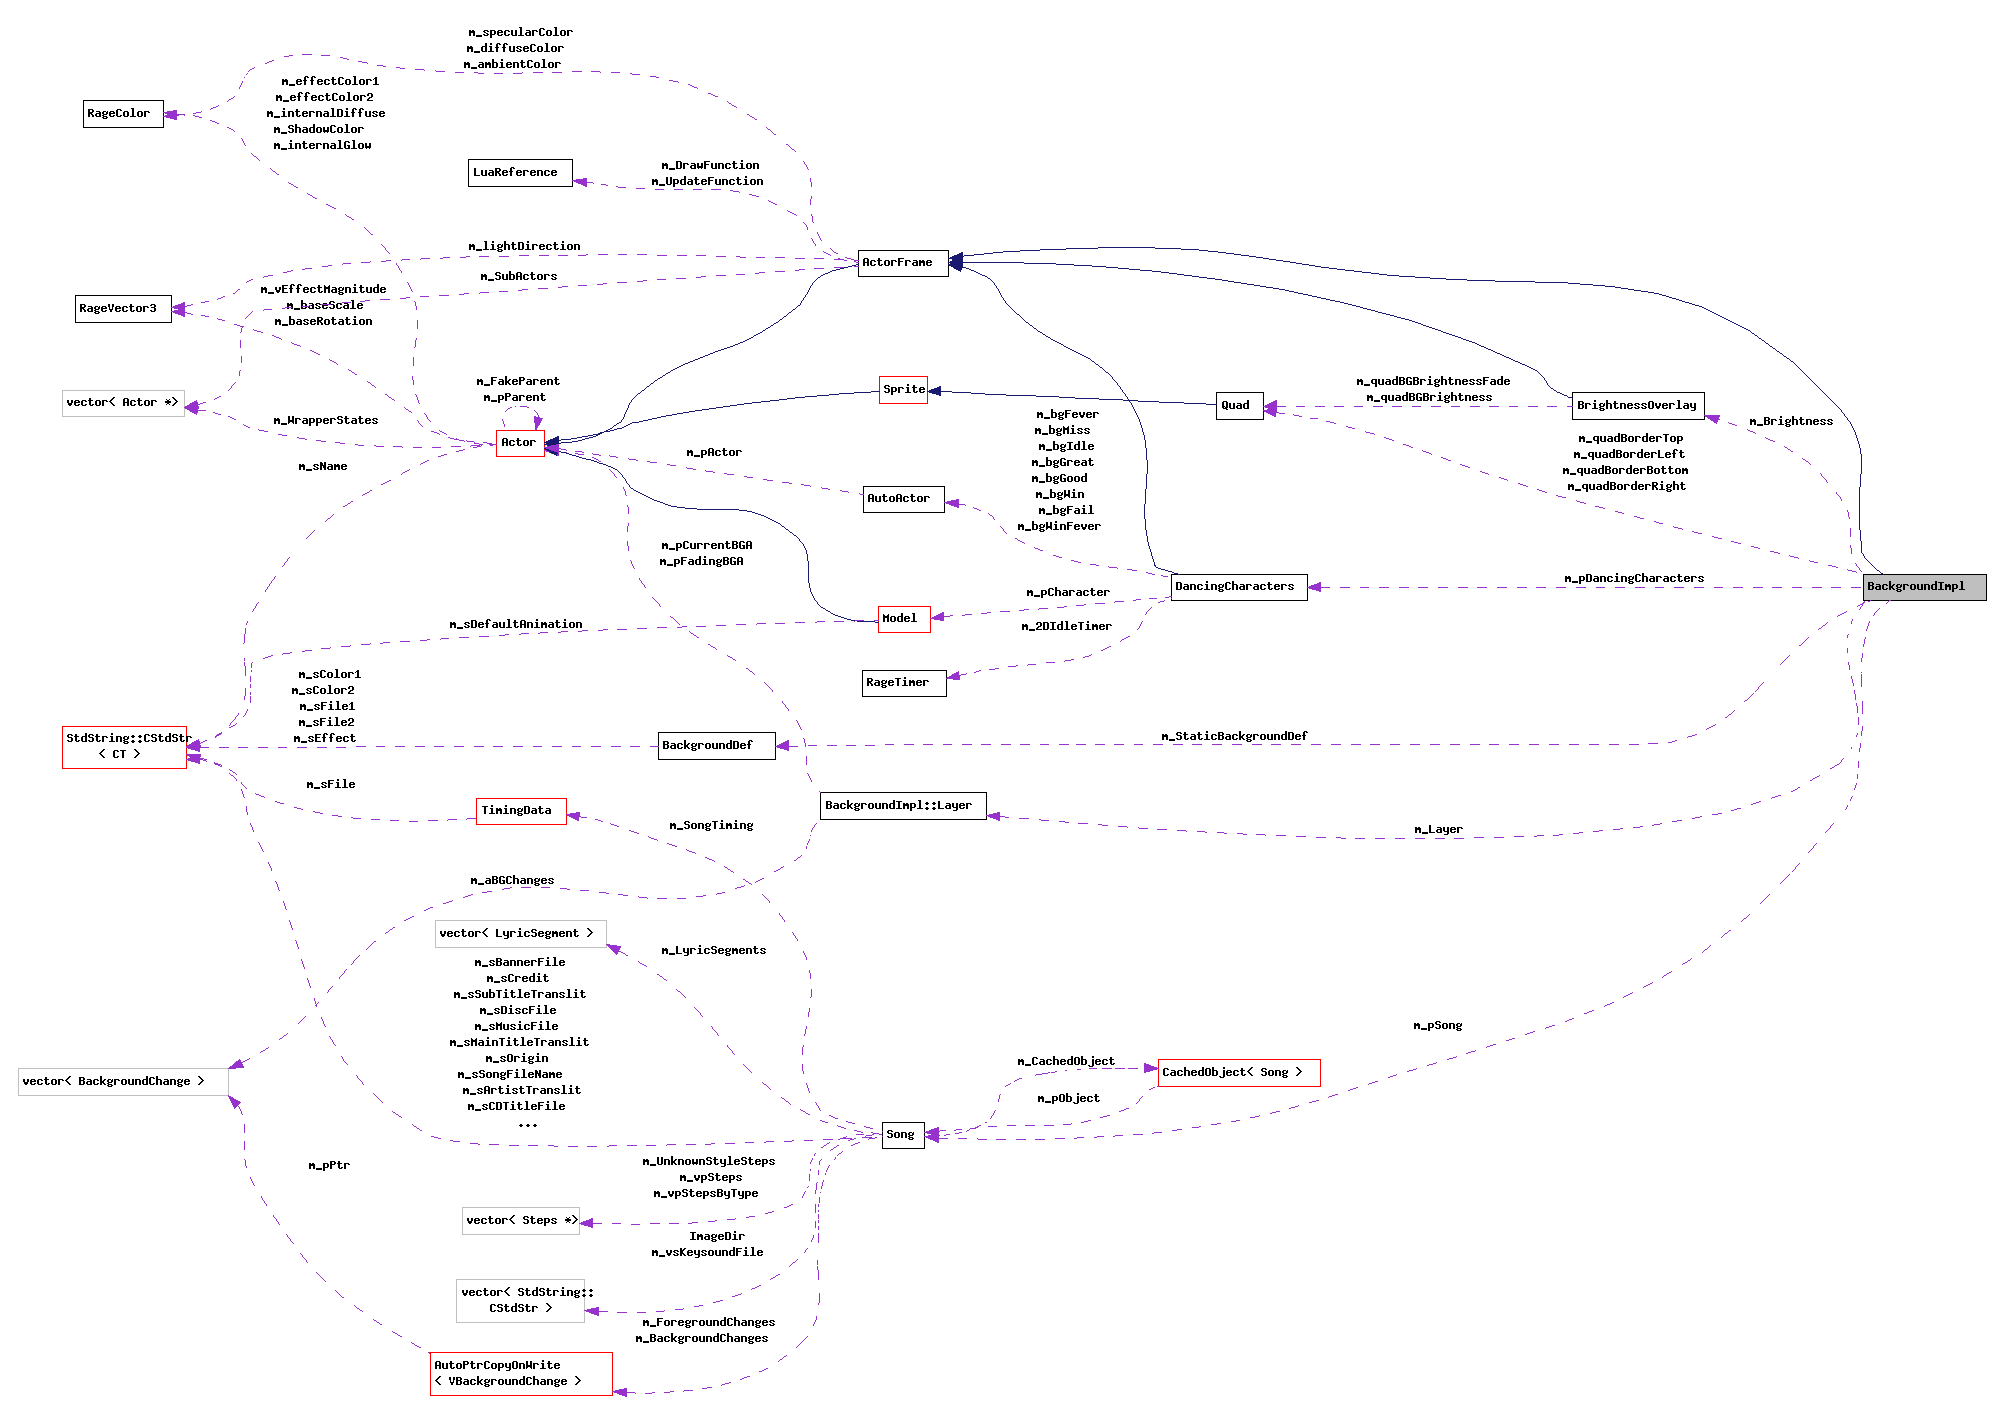 m_specularColor
m_diffuseColor
m_ambientColor
m_effectColor1
m_effectColor2
m_internalDiffuse
m_ShadowColor
m_internalGlow
RageColor
LuaReference
m_DrawFunction
m_UpdateFunction
m_lightDirection
ActorFrame
m_SubActors
m_vEffectMagnitude
m_baseScale
m_baseRotation
RageVector3
m_FakeParent
m_pParent
Sprite
m_quadBGBrightnessFade
m_quadBGBrightness
vector< Actor *>
Quad
BrightnessOverlay
m_WrapperStates
m_Brightness
Actor
m_bgFever
m_bgMiss
m_bgIdle
m_bgGreat
m_bgGood
m_bgWin
m_bgFail
m_bgWinFever
m_quadBorderTop
m_quadBorderLeft
m_quadBorderBottom
m_quadBorderRight
m_pActor
m_sName
AutoActor
m_pCurrentBGA
m_pFadingBGA
m_pDancingCharacters
DancingCharacters
BackgroundImpl
m_pCharacter
Model
m_sDefaultAnimation
m_2DIdleTimer
RageTimer
m_sColor1
m_sColor2
m_sFile1
m_sFile2
m_sEffect
StdString::CStdStr
< CT >
BackgroundDef
m_StaticBackgroundDef
m_sFile
TimingData
BackgroundImpl::Layer
m_SongTiming
m_Layer
m_aBGChanges
vector< LyricSegment >
m_LyricSegments
m_sBannerFile
m_sCredit
m_sSubTitleTranslit
m_sDiscFile
m_sMusicFile
m_sMainTitleTranslit
m_sOrigin
m_sSongFileName
m_sArtistTranslit
m_sCDTitleFile
...
m_pSong
m_CachedObject
CachedObject< Song >
vector< BackgroundChange >
m_pObject
Song
m_pPtr
m_UnknownStyleSteps
m_vpSteps
m_vpStepsByType
vector< Steps *>
ImageDir
m_vsKeysoundFile
vector< StdString::
CStdStr >
m_ForegroundChanges
m_BackgroundChanges
AutoPtrCopyOnWrite
< VBackgroundChange >